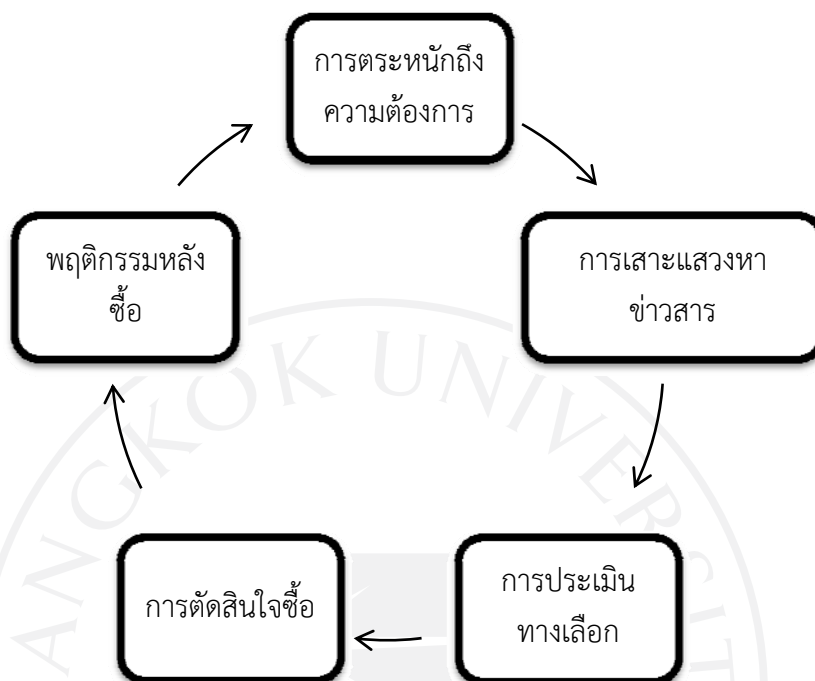 การตระหนักถึง
ความต้องการ
พฤติกรรมหลัง
ซื้อ
การเสาะแสวงหา
ข่าวสาร
ANGKOK UNIVERSIT
การตัดสินใจซื้อ
การประเมิน
ทางเลือก